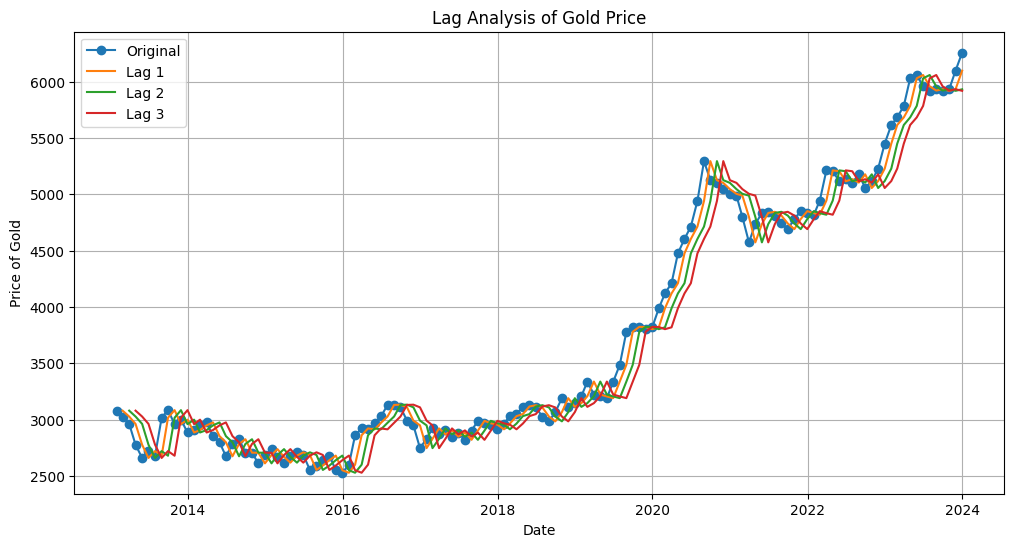 Lag Analysis of Gold Price
Original
Lag 1
Lag 2
Lag 3
Price of Gold
6000
5500
5000
4500
4000
3500
3000
2500
2014 2016 2018 2020 2022 2024
Date